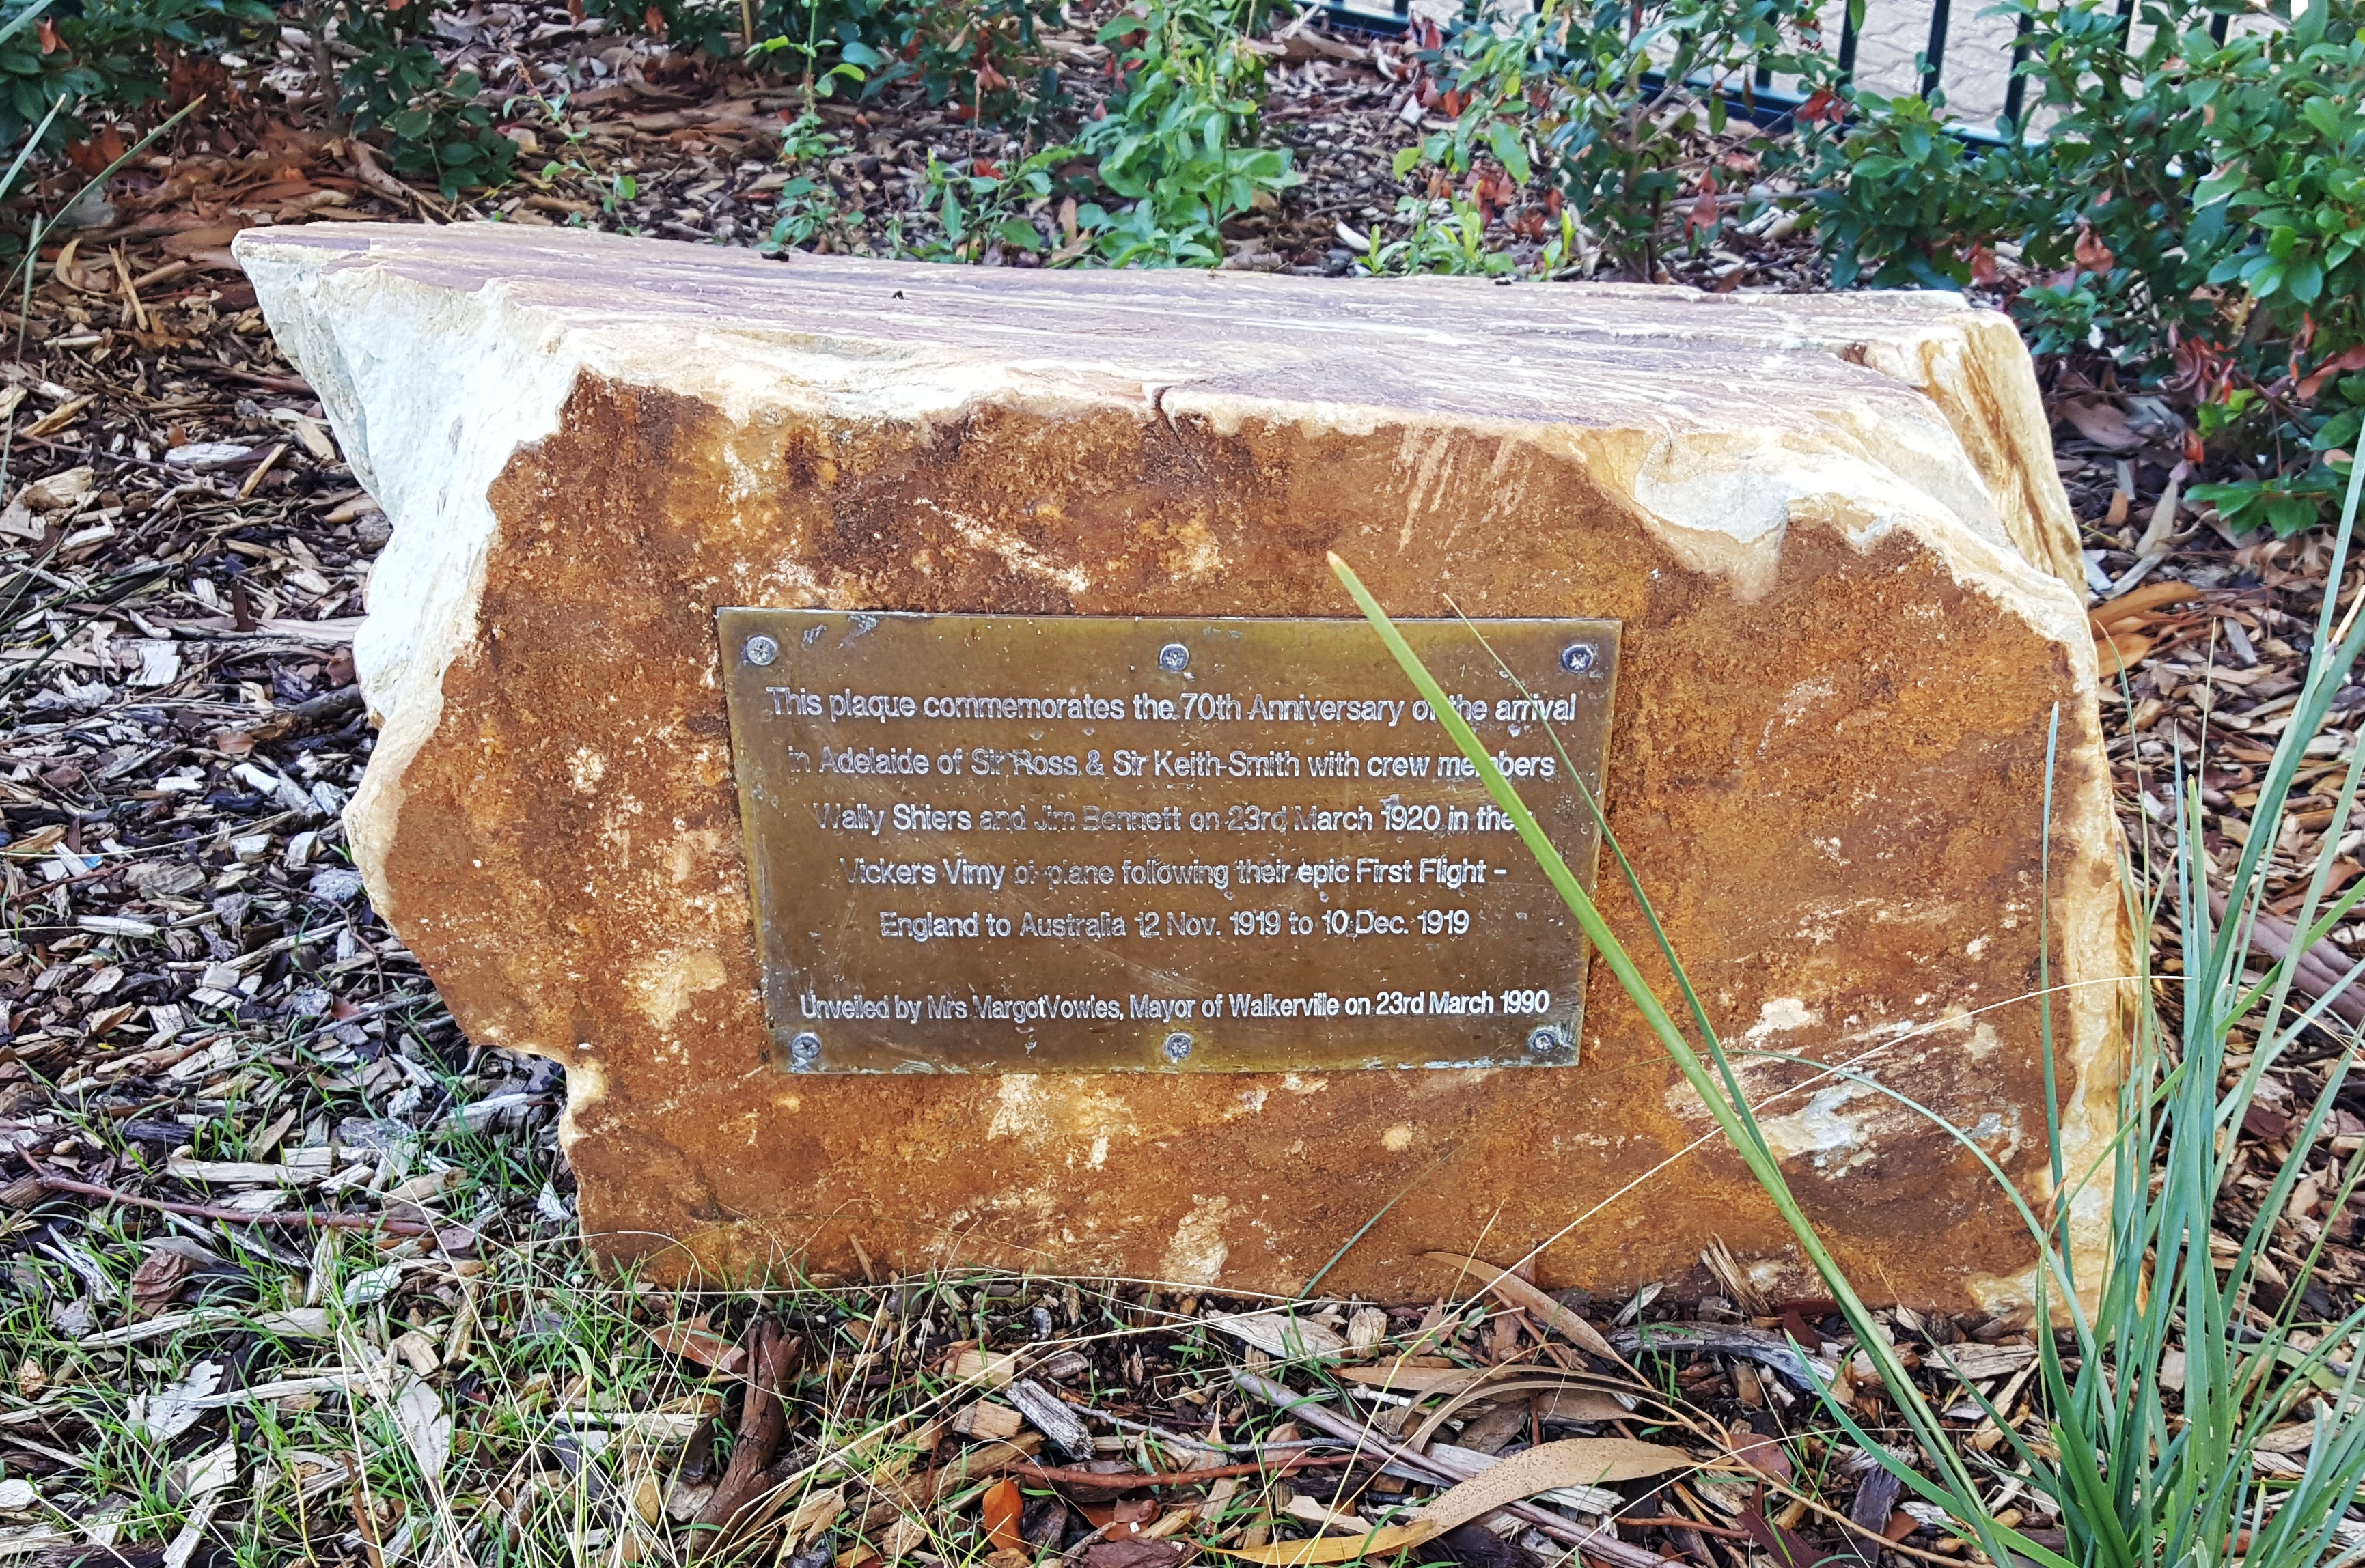 This plaque commemorates the 70th Anniversary of the arrival
in Adelaide of Sir Ross & Sir Keith Smith with crew members
Wally Shiers and Jim Bennett on 23rd March 1920 in their
Vickers Vimy bi-plane following their epic First Flight -
England to Australia 12 Nov. 1919 to 10 Dec. 1919
Unveiled by Mrs Margot Vowles, Mayor of Walkerville on 23rd March 1990